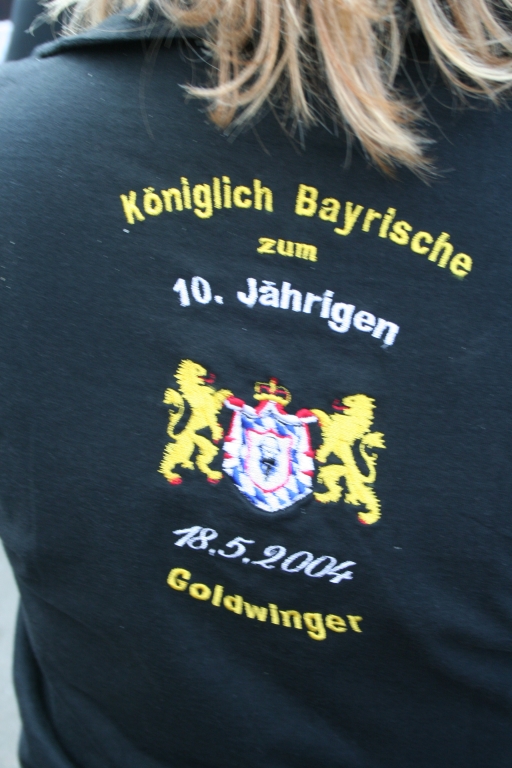 Königlich Bayrische
zum
10. Jährigen
18.5.2004
Goldwinger